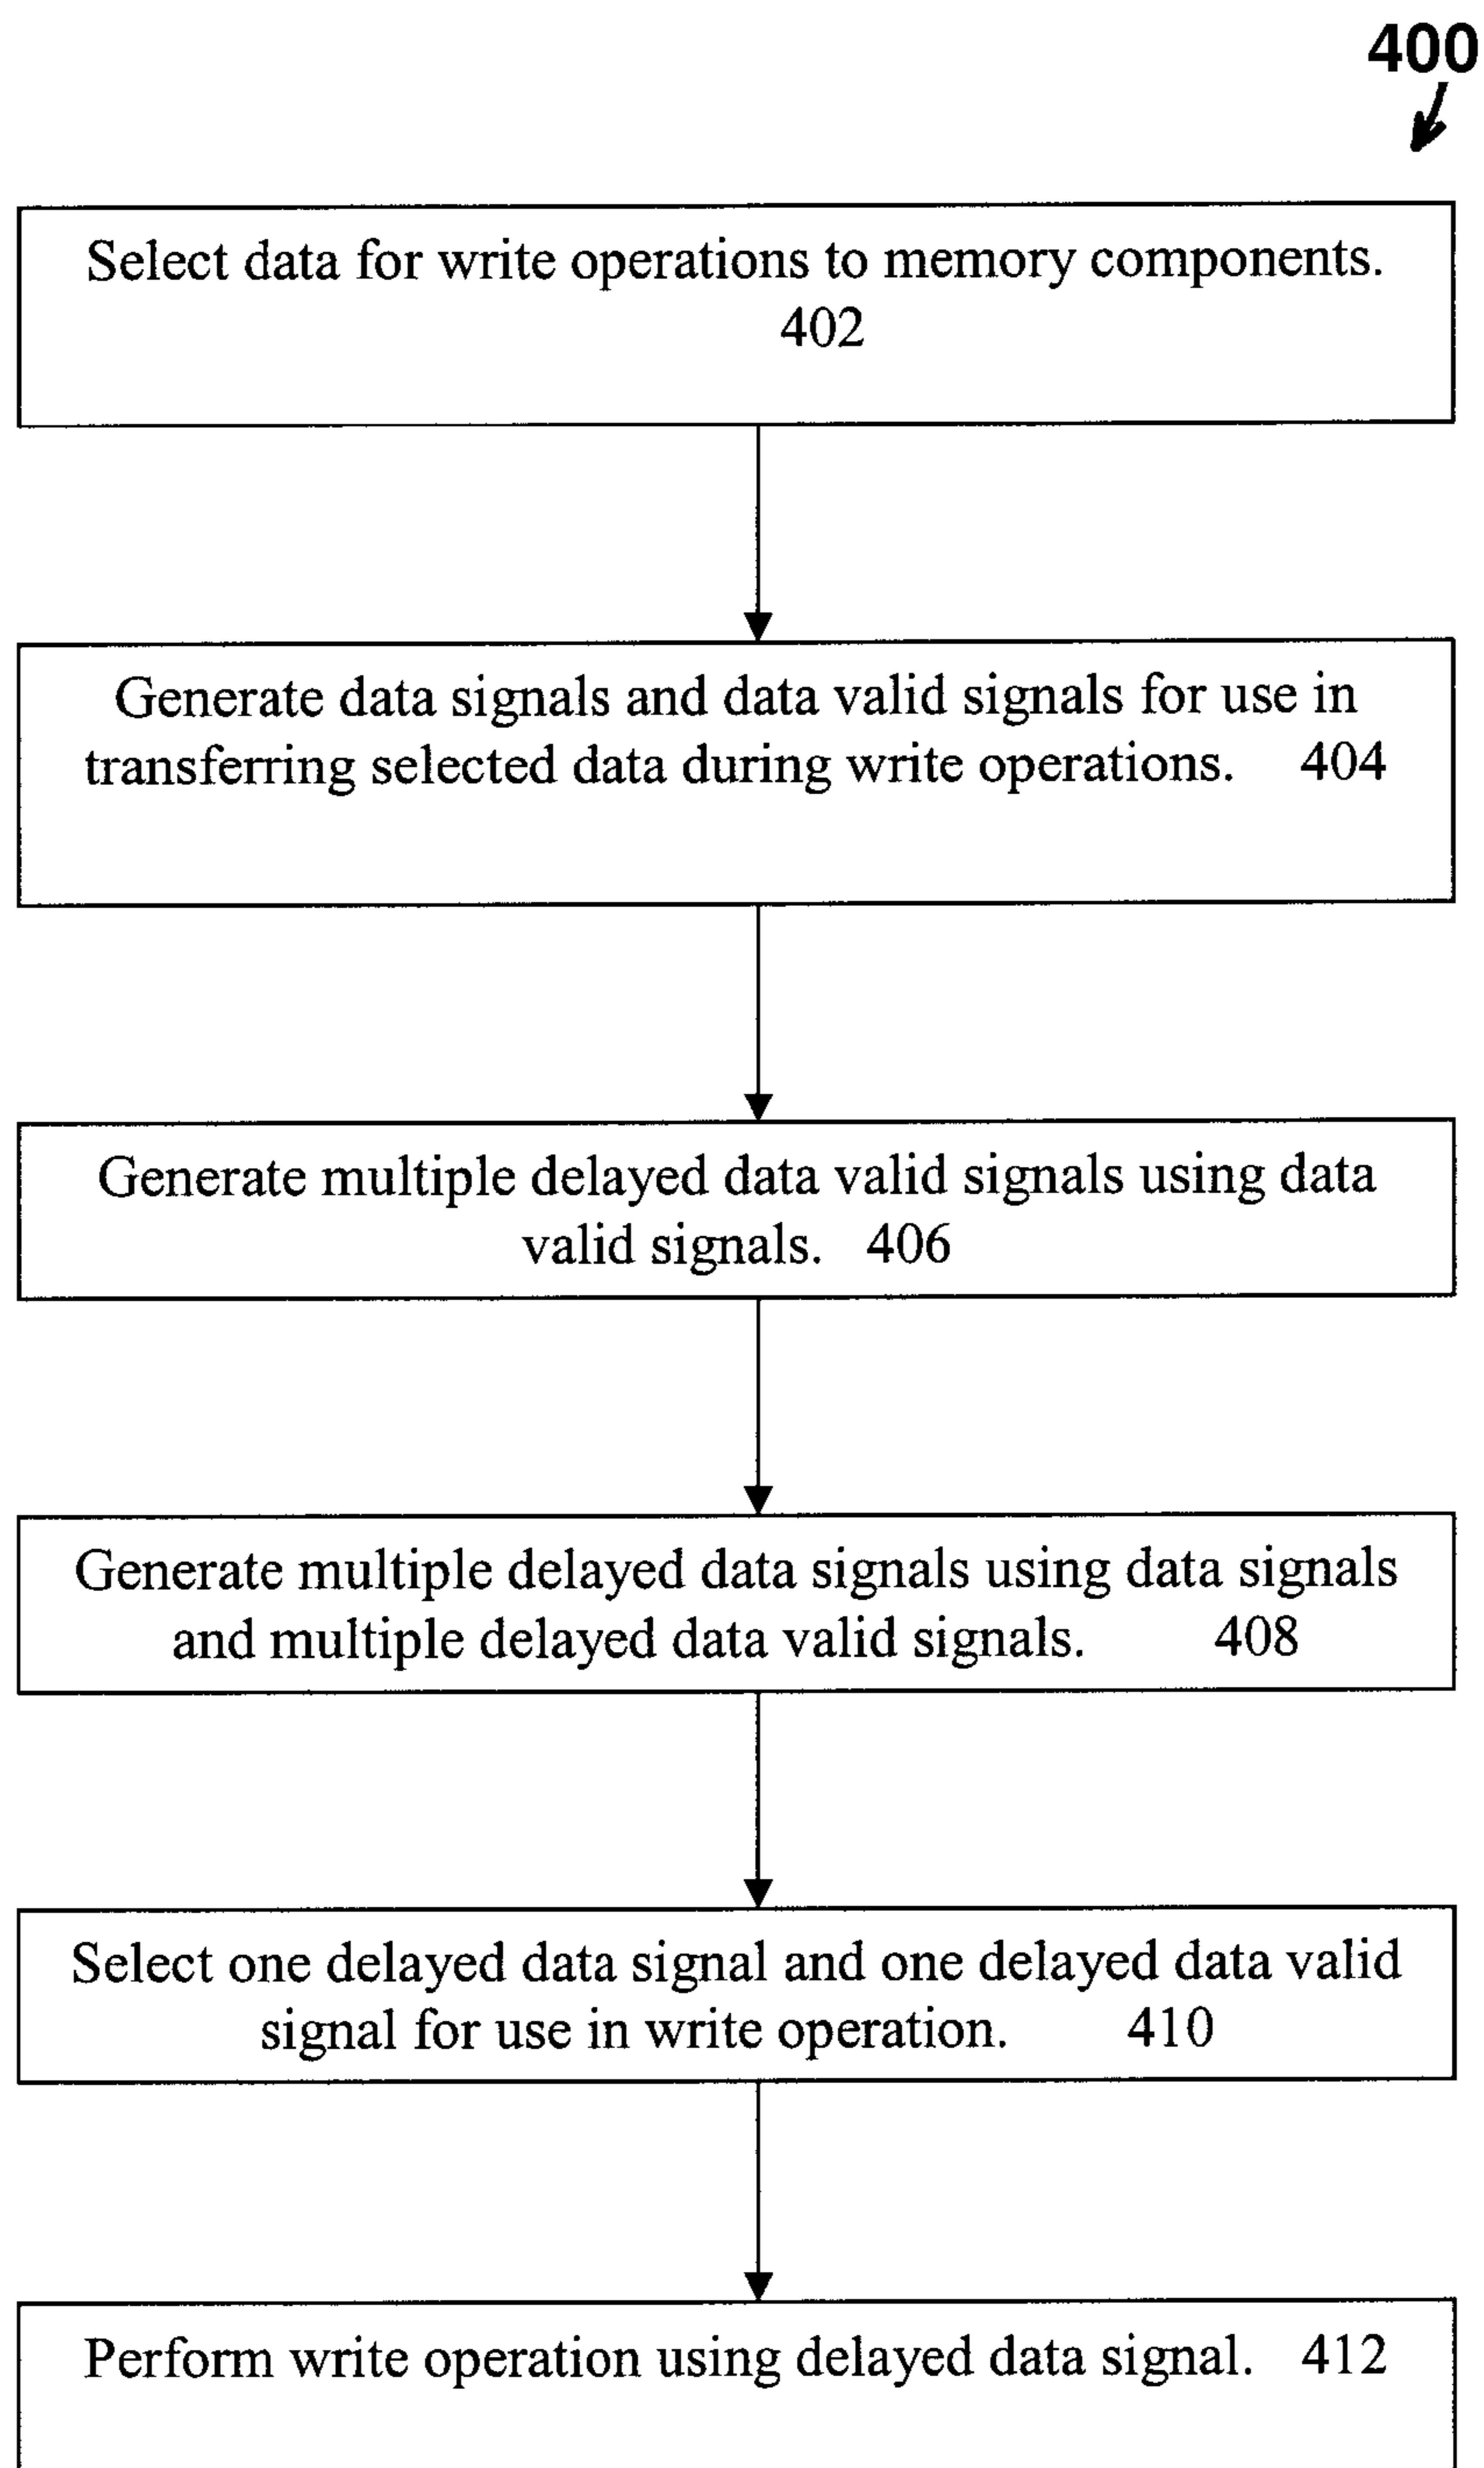 400
Select data for write operations to memory components.
402
Generate data signals and data valid signals for use in
transferring selected data during write operations. 404
Generate multiple delayed data valid signals using data
valid signals. 406
Generate multiple delayed data signals using data signals
and multiple delayed data valid signals. 408
Select one delayed data signal and one delayed data valid
signal for use in write operation. 410
Perform write operation using delayed data signal. 412